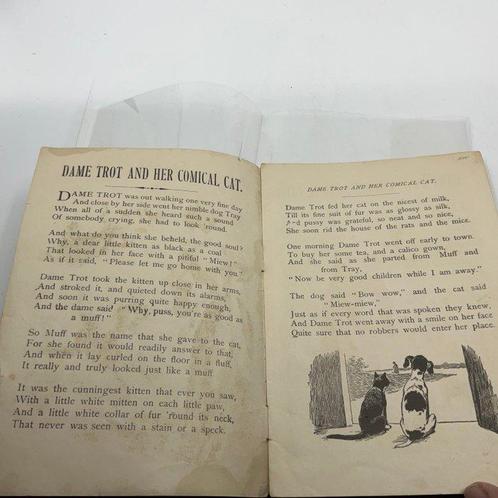 DAME TROT AND HER COMICAL CAT.
DAME TROT was out walking one very fine day
And close by her side went her nimble dog Tray
When all of a sudden she heard such a sound
Of somebody crying, she had to look 'round.
And what do you think she beheld, the good soul?
Why, a dear little kitten as black as a coal
That looked in her face with a pitiful "Mew!"
As if it said, "Please let me go home with you."
Dame Trot took the kitten up close in her arms,
And stroked it, and quieted down its alarms,
And soon it was purring quite happy enough,
And the dame said "Why, puss, you're as good as
a muff!"
So Muff was the name that she gave to the cat,
For she found it would readily answer to that,
And when it lay curled on the floor in a fluff,
It really and truly looked just like a muff
It was the cunningest kitten that ever you saw,
With a little white mitten on each little paw,
And a little white collar of fur 'round its neck,
That never was seen with a stain or a speck.
DAME TROT AND HER COMICAL CAT.
Dame Trot fed her cat on the nicest of milk,
Till its fine suit of fur was as glossy as silk,
And pussy was grateful, so neat and so nice,
She soon rid the house of the rats and the mice.
One morning Dame Trot went off early to town
To buy her some tea, and a calico gown,
And she said as she parted from Muff and
from Tray,
"Now be very good children while I am away."
The dog said "Bow wow," and the cat said
"Miew-miew,"
Just as if every word that was spoken they knew,
And Dame Trot went away with a smile on her face
Quite sure that no robbers would enter her place.